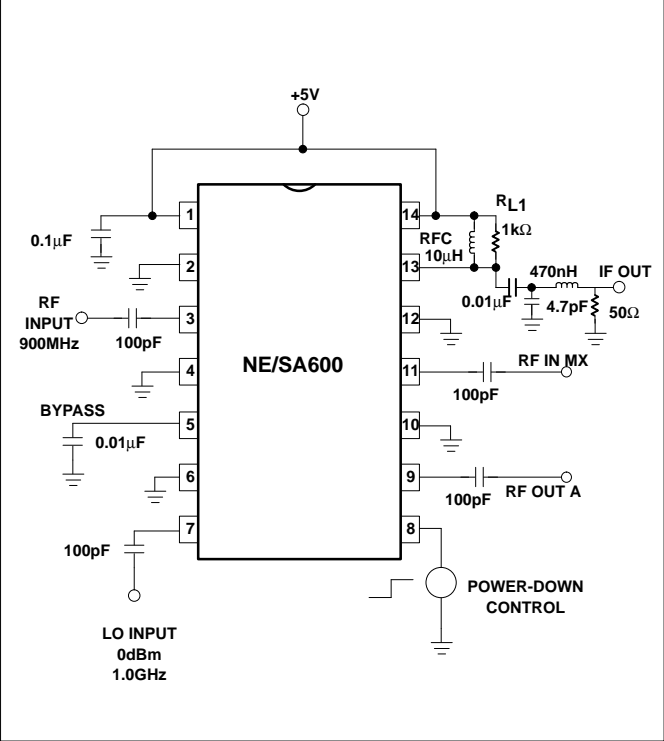 +5V
1
14
R
L1
1kΩ
0.1μF
RFC
10μH
2
13
470nH
IF OUT
0.01μF
4.7pF
50Ω
RF
INPUT
900MHz
3
12
100pF
NE/SA600
RF IN MX
4
11
100pF
BYPASS
5
10
0.01μF
6
9
RF OUT A
100pF
7
8
100pF
POWER-DOWN
CONTROL
LO INPUT
0dBm
1.0GHz